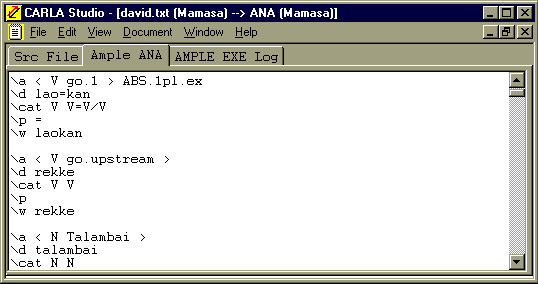 CARLA Studio - [david.txt (Mamasa) --> ANA (Mamasa)]
File Edit View Document Window Help
Src File Ample ANA AMPLE EXE Log
\a < V go.1 > ABS.1pl.ex
\d lao=kan
\cat V V=V/V
\p =
\w laokan

\a < V go.upstream >
\d rekke
\cat V V
\p
\w rekke

\a < N Talambai >
\d talambai
\cat N N